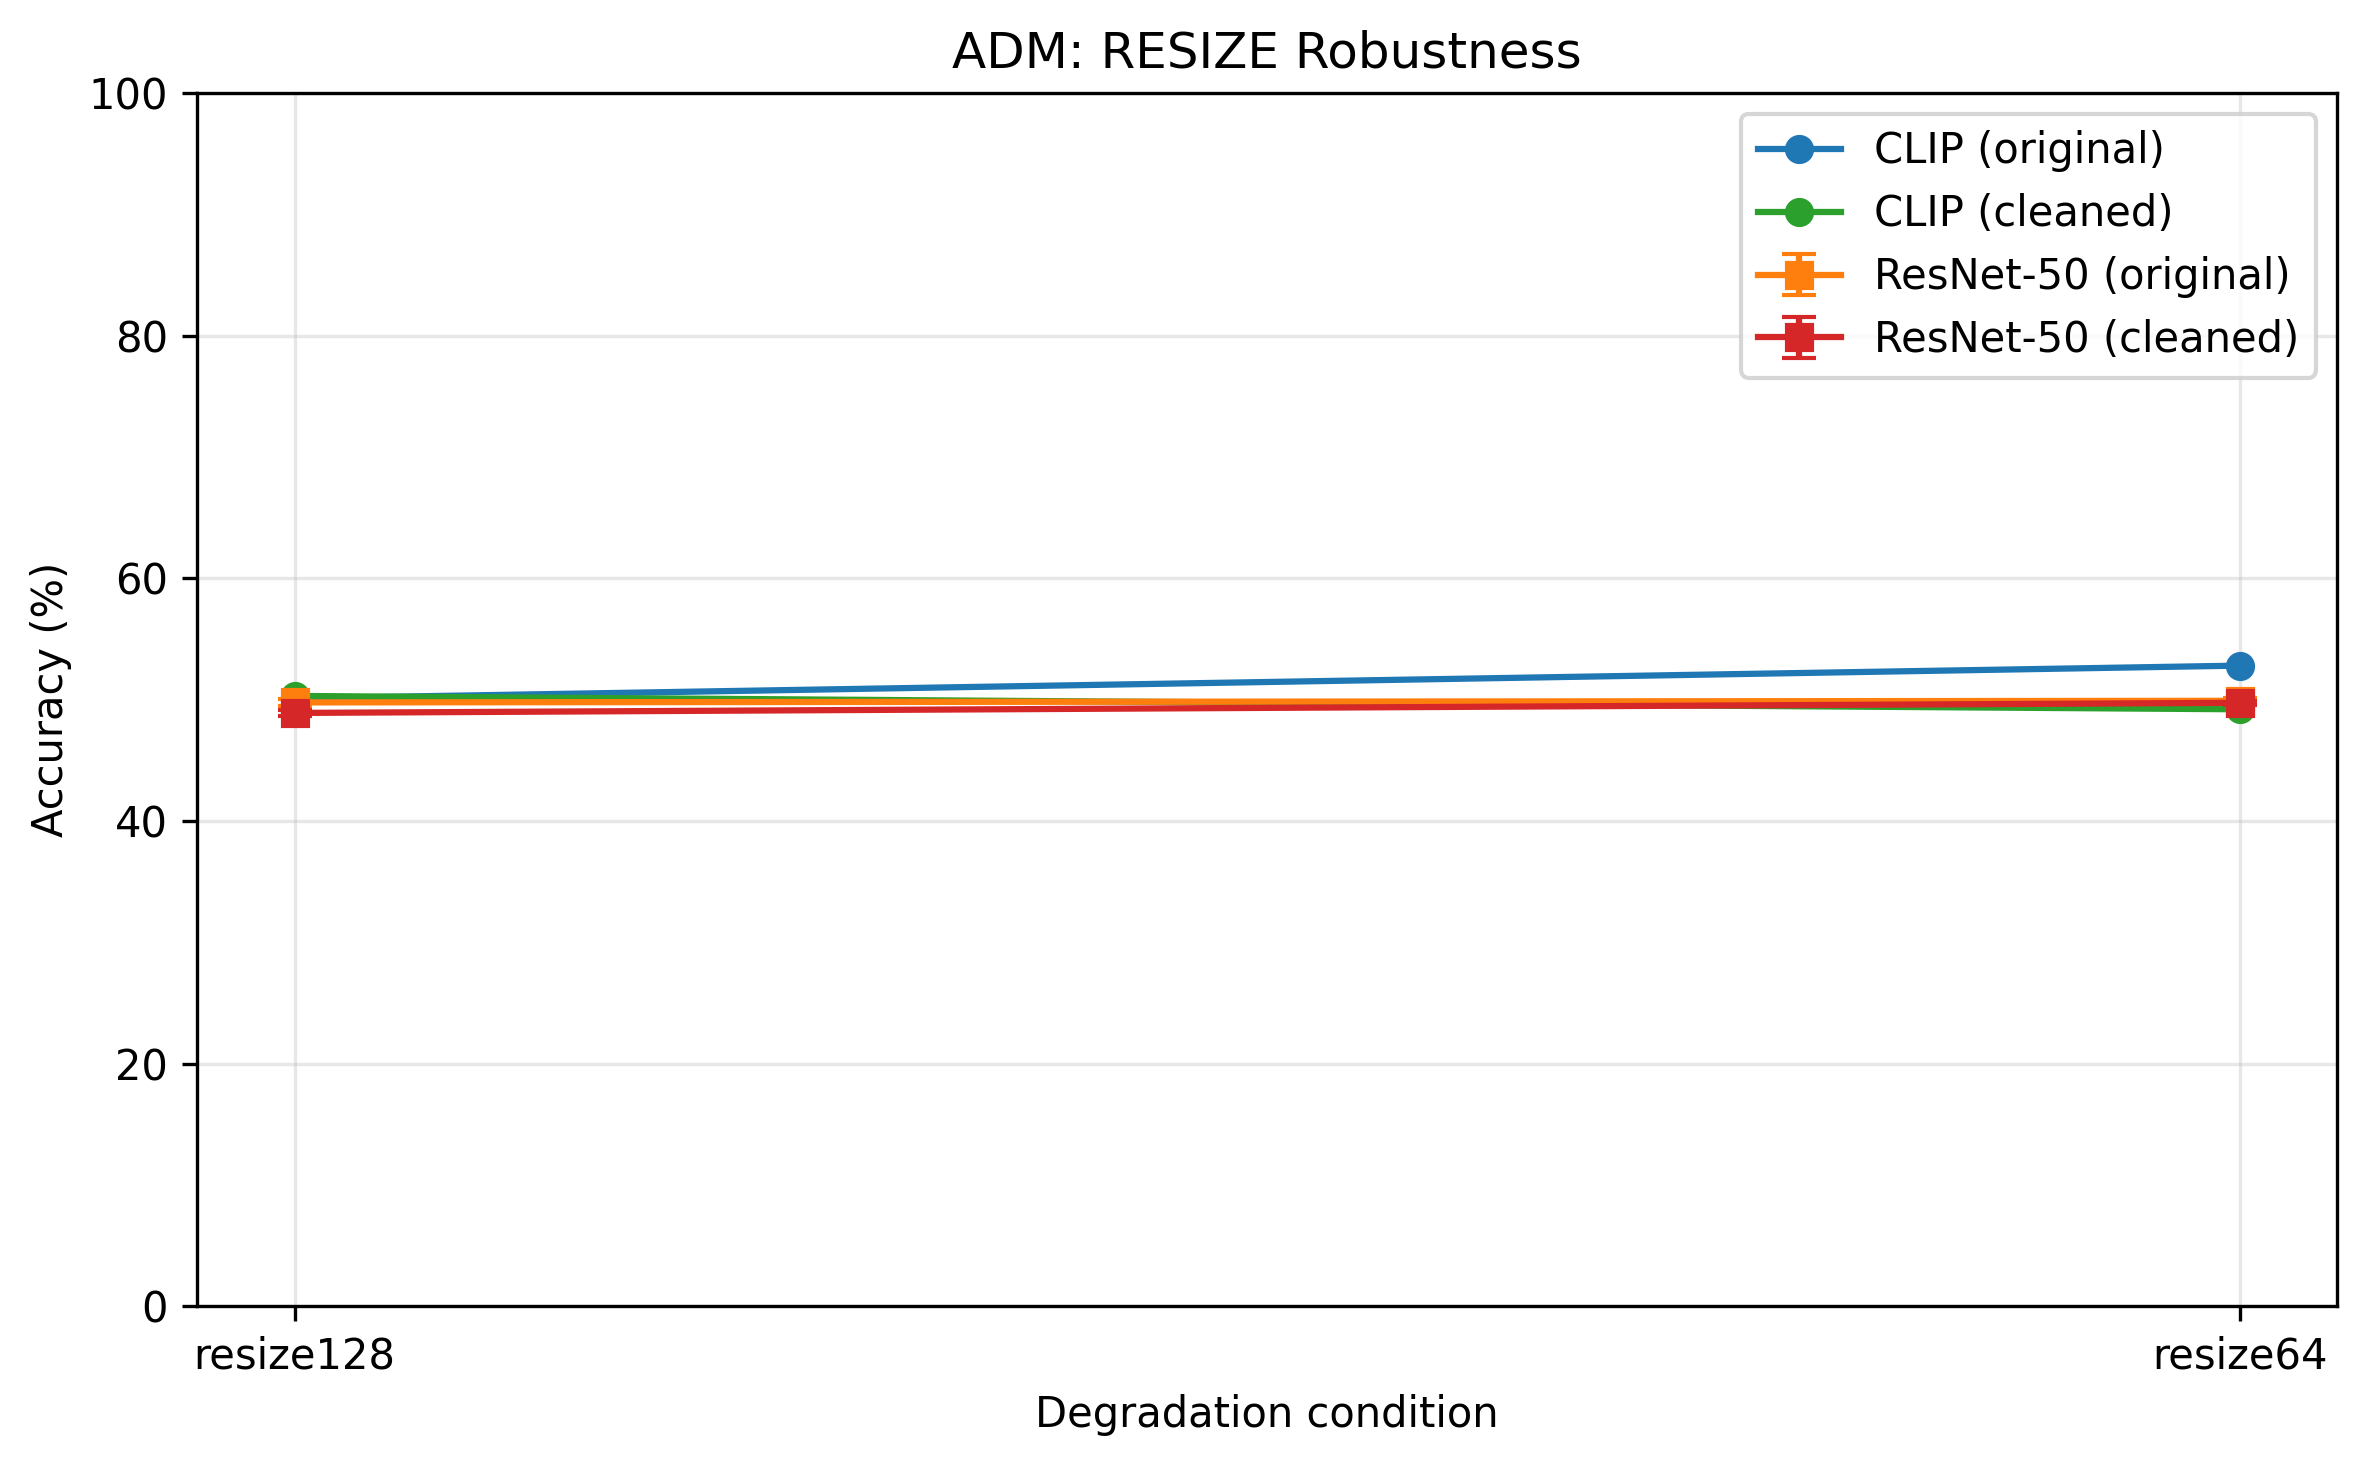 ADM: RESIZE Robustness
100
80
60
40
20
0
Accuracy (%)
CLIP (original)
CLIP (cleaned)
ResNet-50 (original)
ResNet-50 (cleaned)
resize128
resize64
Degradation condition